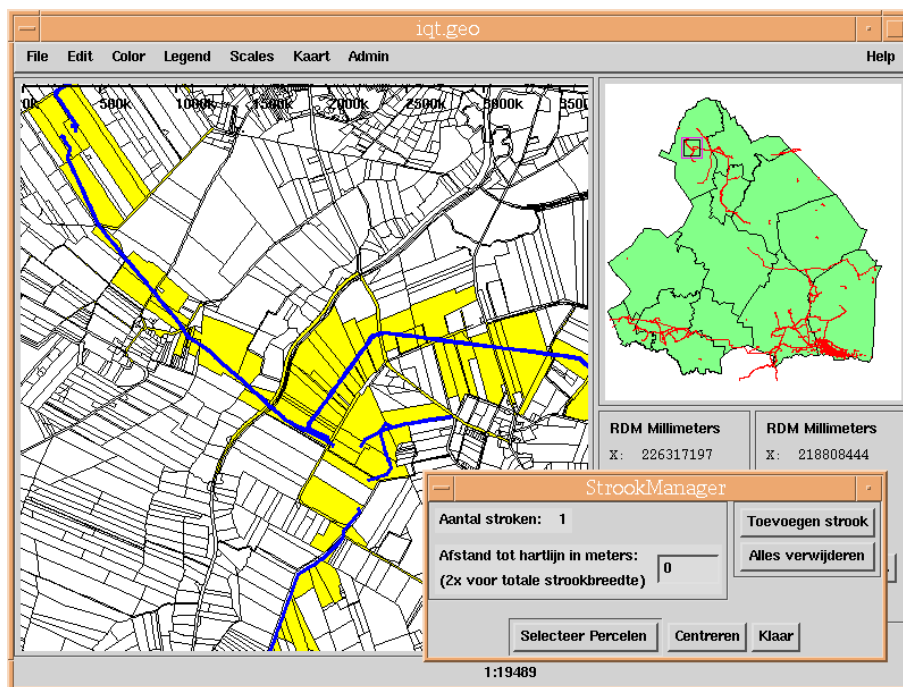 iqt.geo
File Edit Color Legend Scales Kaart Admin Help
0k 500k 1000k 1500k 2000k 2500k 3000k 3500
RDM Millimeters
X: 226317197
RDM Millimeters
X: 218808444
StrookManager
Aantal stroken: 1
Afstand tot hartlijn in meters:
(2x voor totale strookbreedte)
0
Toevoegen strook
Alles verwijderen
Selecteer Percelen Centreren Klaar
1:19489